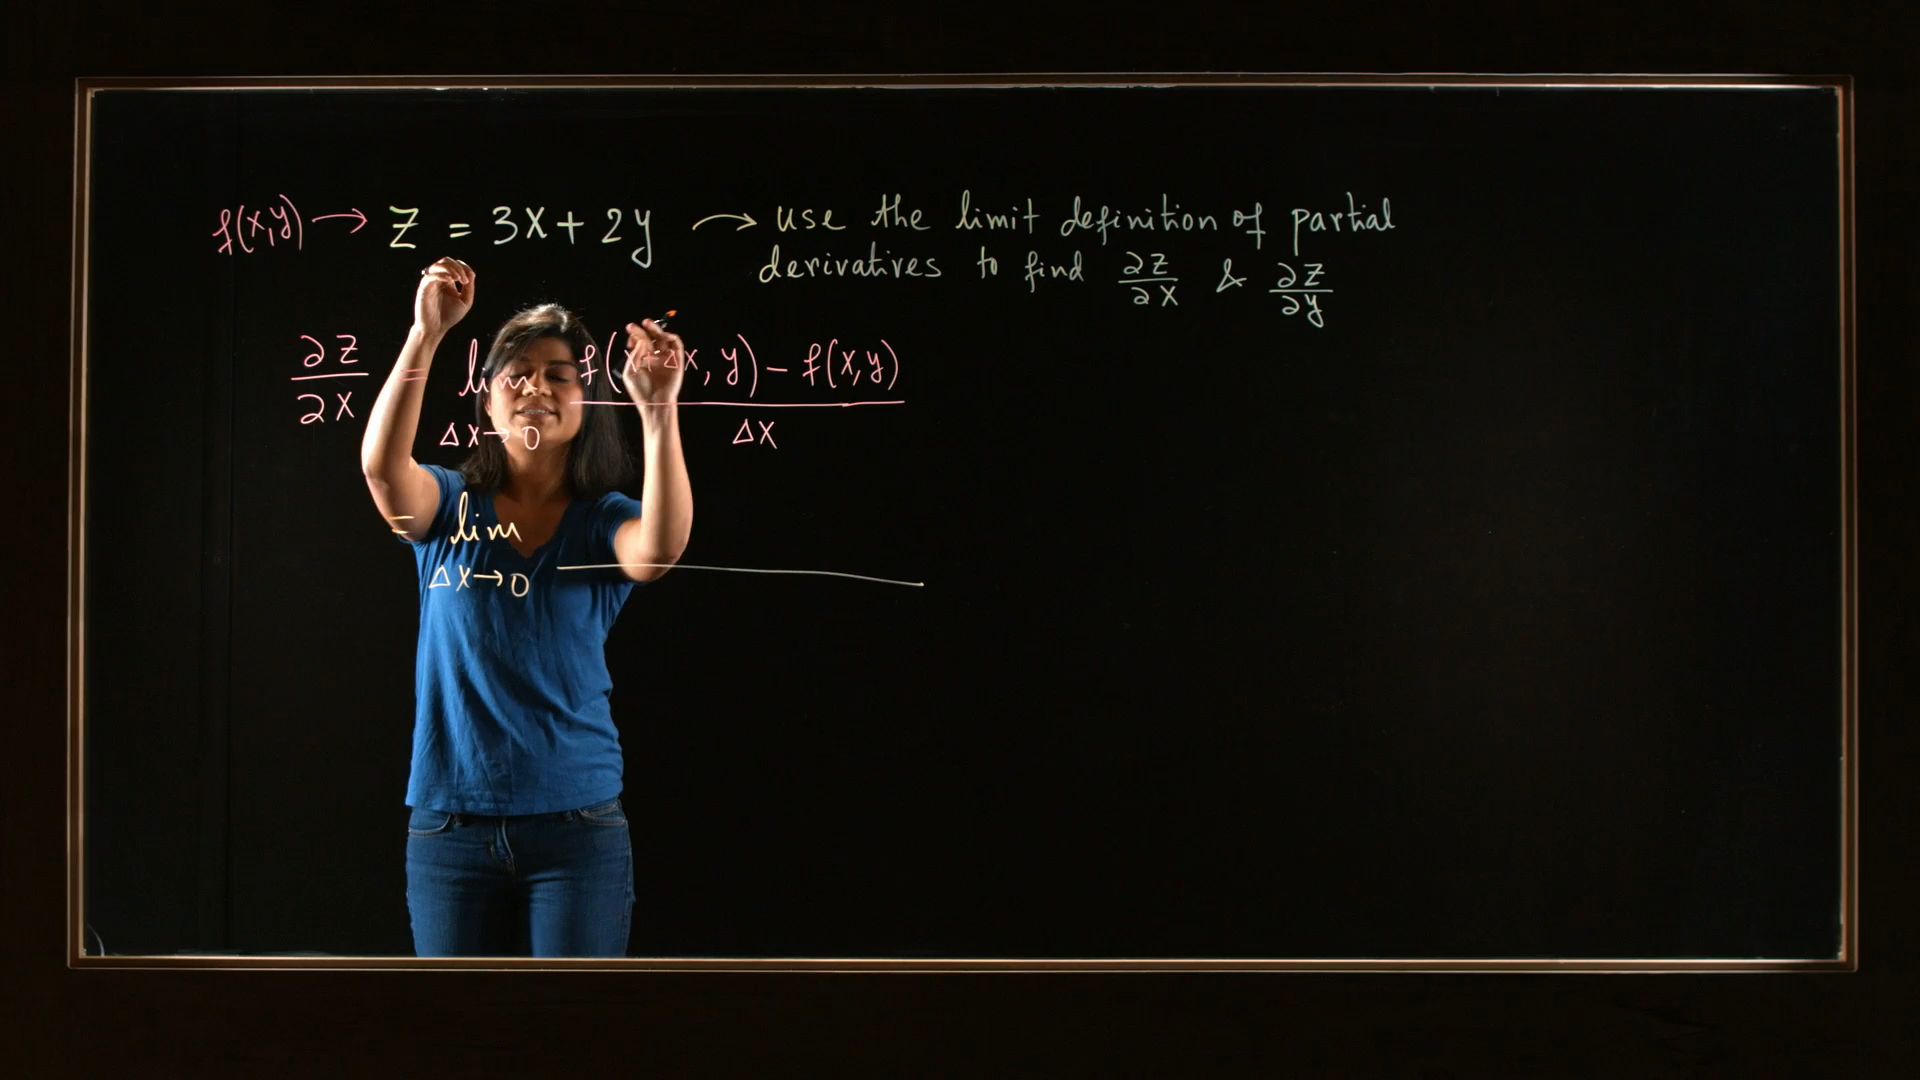 f(x,y) → z = 3x + 2y → use the limit definition of partial
derivatives to find ∂z/∂x & ∂z/∂y
∂z/∂x = lim Δx→0 (f(x+Δx, y) − f(x,y))/Δx
= lim Δx→0